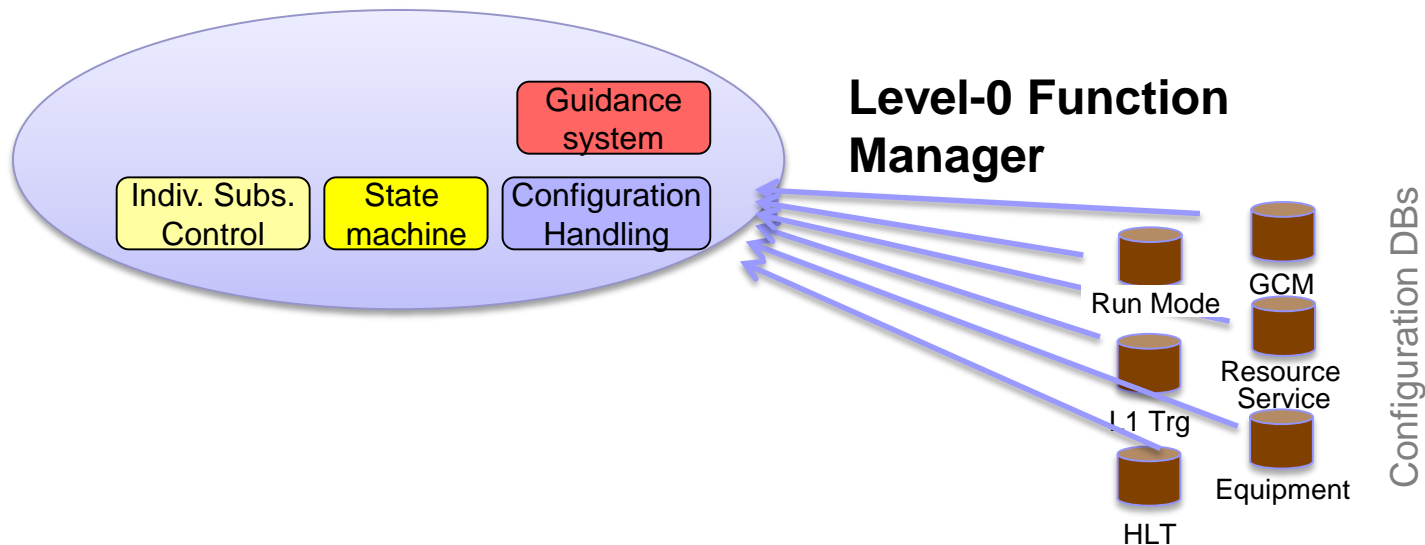 Guidance
system
Level-0 Function
Manager
Indiv. Subs.
Control
State
machine
Configuration
Handling
Run Mode
GCM
L1 Trg
Resource
Service
HLT
Equipment
Configuration DBs